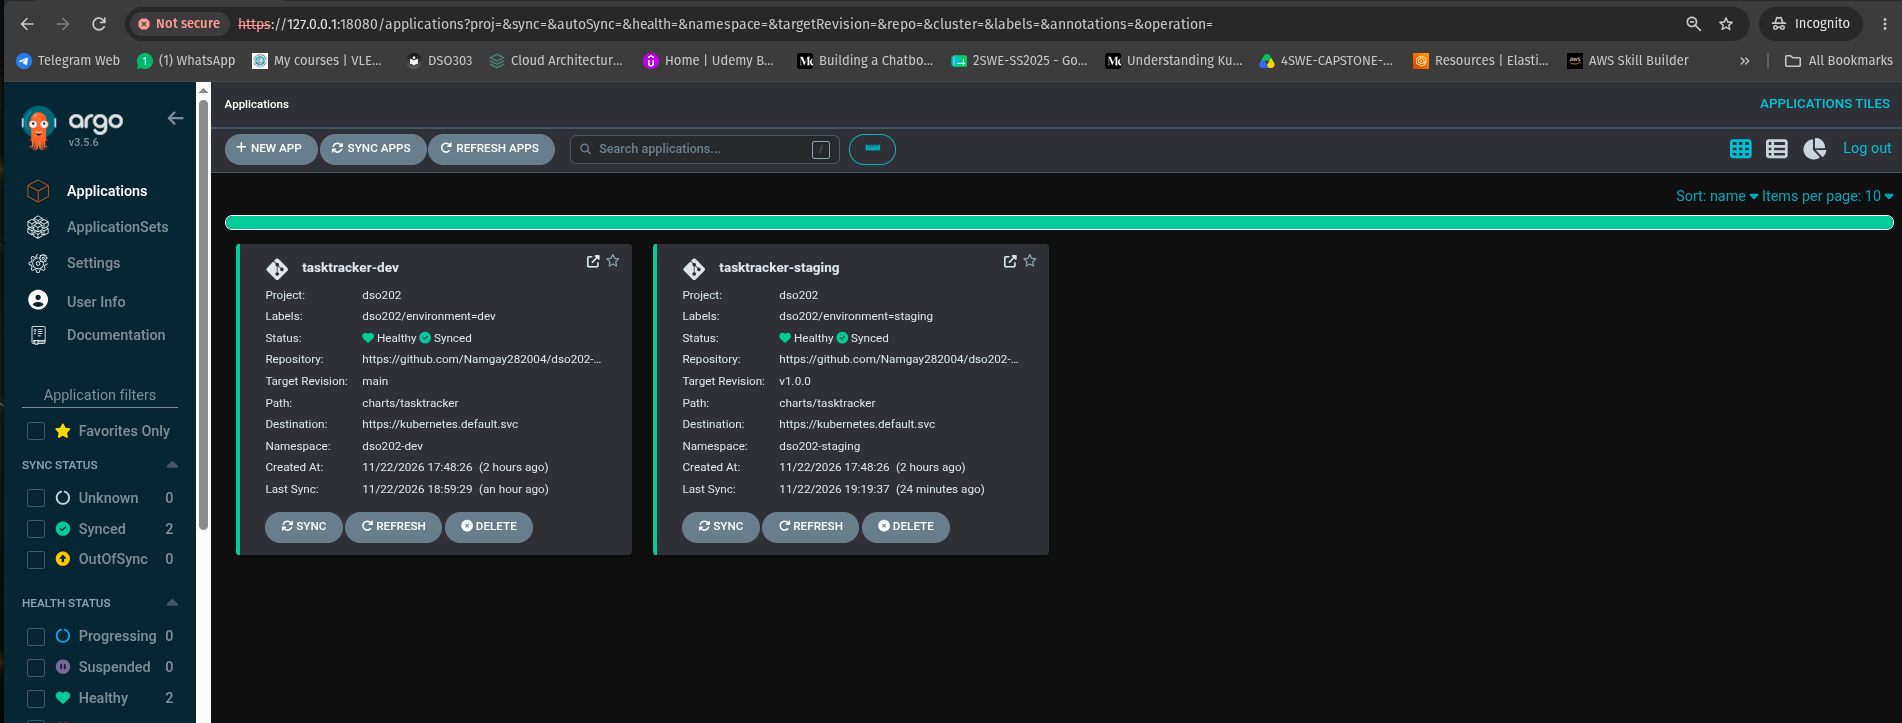 Not secure https://127.0.0.1:18080/applications?proj=&sync=&autoSync=&health=&namespace=&targetRevision=&repo=&cluster=&labels=&annotations=&operation= Incognito
Telegram Web (1) WhatsApp My courses | VLE... DSO303 Cloud Architectur... Home | Udemy B... Building a Chatbo... 2SWE-SS2025 - Go... Understanding Ku... 4SWE-CAPSTONE-... Resources | Elasti... AWS Skill Builder » All Bookmarks
argo
v3.5.6
Applications
ApplicationSets
Settings
User Info
Documentation
Application filters
Favorites Only
SYNC STATUS
Unknown 0
Synced 2
OutOfSync 0
HEALTH STATUS
Progressing 0
Suspended 0
Healthy 2
Applications APPLICATIONS TILES
+ NEW APP SYNC APPS REFRESH APPS Search applications... / Log out
Sort: name Items per page: 10
tasktracker-dev
Project: dso202
Labels: dso202/environment=dev
Status: Healthy Synced
Repository: https://github.com/Namgay282004/dso202-...
Target Revision: main
Path: charts/tasktracker
Destination: https://kubernetes.default.svc
Namespace: dso202-dev
Created At: 11/22/2026 17:48:26 (2 hours ago)
Last Sync: 11/22/2026 18:59:29 (an hour ago)
SYNC REFRESH DELETE
tasktracker-staging
Project: dso202
Labels: dso202/environment=staging
Status: Healthy Synced
Repository: https://github.com/Namgay282004/dso202-...
Target Revision: v1.0.0
Path: charts/tasktracker
Destination: https://kubernetes.default.svc
Namespace: dso202-staging
Created At: 11/22/2026 17:48:26 (2 hours ago)
Last Sync: 11/22/2026 19:19:37 (24 minutes ago)
SYNC REFRESH DELETE